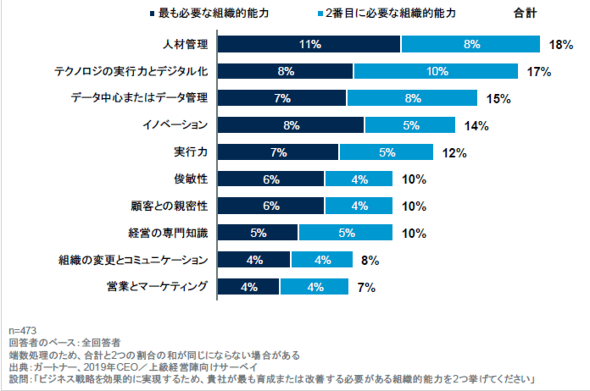 ■ 最も必要な組織的能力 ■ 2番目に必要な組織的能力 合計
人材管理 11% 8% 18%
テクノロジの実行力とデジタル化 8% 10% 17%
データ中心またはデータ管理 7% 8% 15%
イノベーション 8% 5% 14%
実行力 7% 5% 12%
俊敏性 6% 4% 10%
顧客との親密性 6% 4% 10%
経営の専門知識 5% 5% 10%
組織の変更とコミュニケーション 4% 4% 8%
営業とマーケティング 4% 4% 7%
n=473
回答者のベース:全回答者
端数処理のため、合計と2つの割合の和が同じにならない場合がある
出典:ガートナー、2019年CEO/上級経営陣向けサーベイ
設問:「ビジネス戦略を効果的に実現するため、貴社が最も育成または改善する必要がある組織的能力を2つ挙げてください」